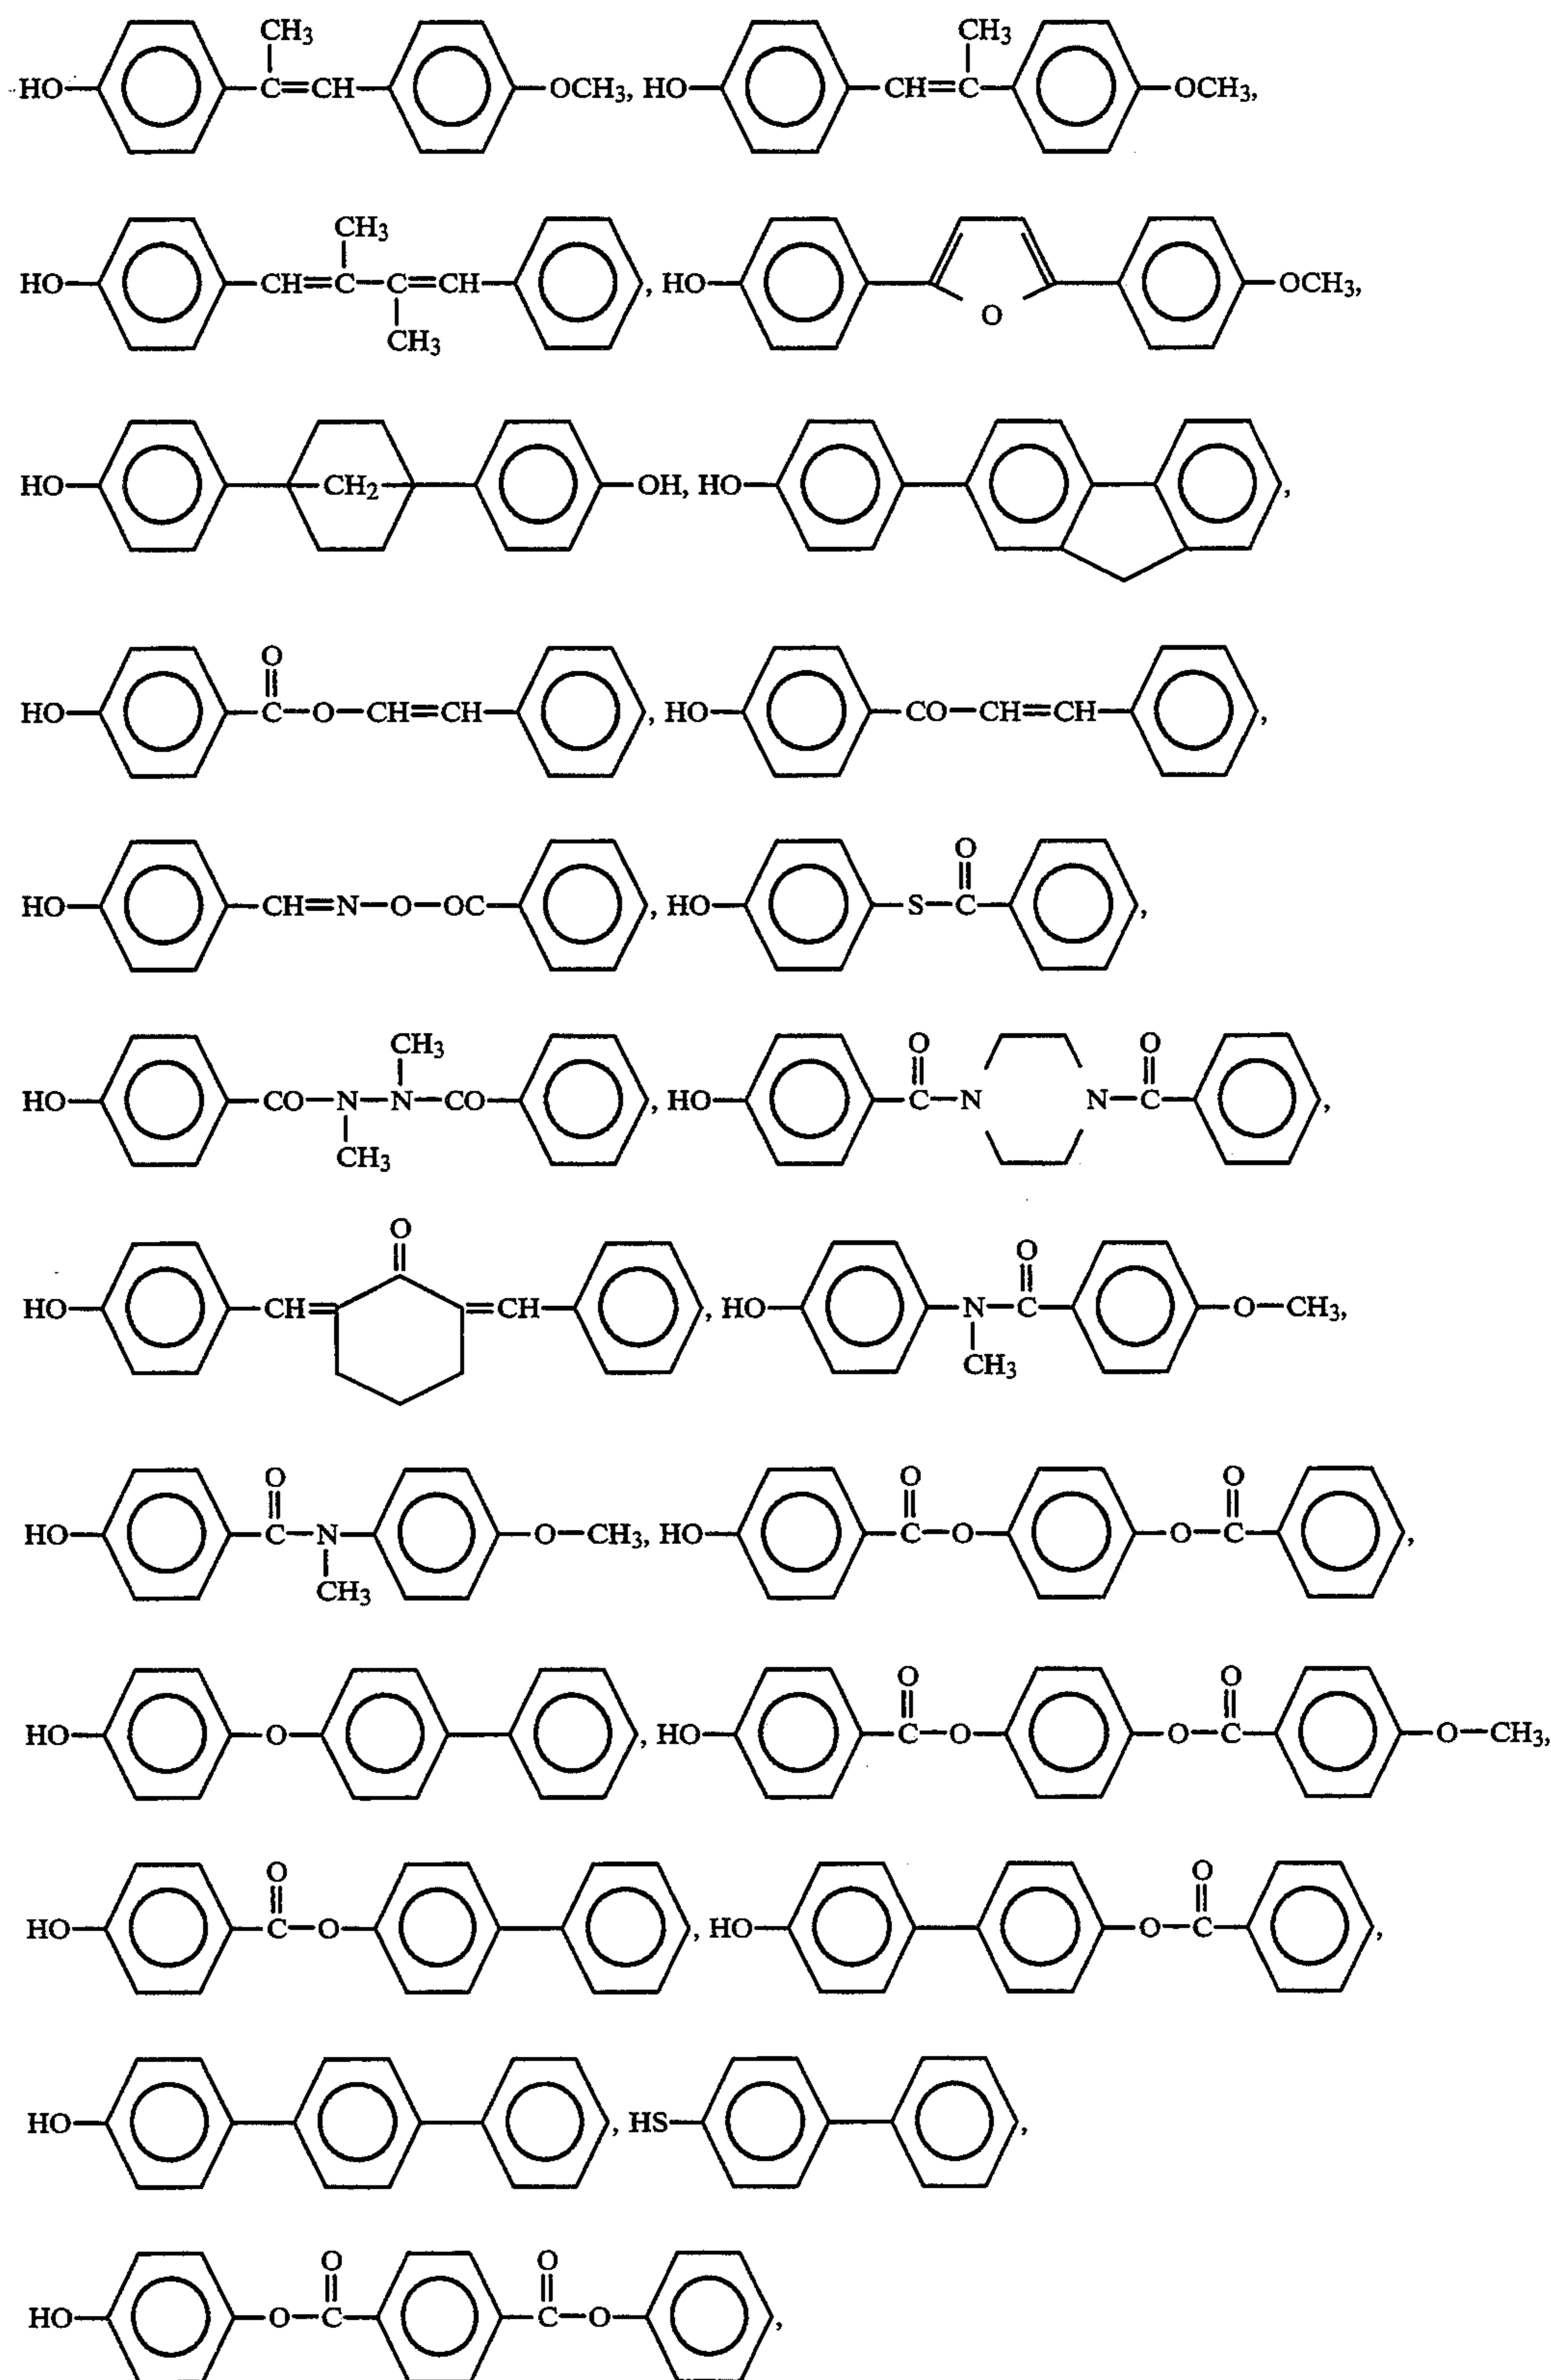 CH3 CH3
HO C=CH OCH3, HO CH=C OCH3,
CH3
HO CH=C C=CH , HO O OCH3,
CH3
HO CH2 OH, HO ,
O
HO C—O—CH=CH , HO CO—CH=CH ,
O
HO CH=N—O—OC , HO S—C ,
CH3 O O
HO CO—N—N—CO , HO C—N N—C ,
CH3
O O
HO CH= =CH , HO N—C O—CH3,
CH3
O O O
HO C—N O—CH3, HO C—O O—C ,
CH3
O O
HO O , HO C—O O—C O—CH3,
O O
HO C—O , HO O—C ,
HO , HS ,
O O
HO O—C C—O ,